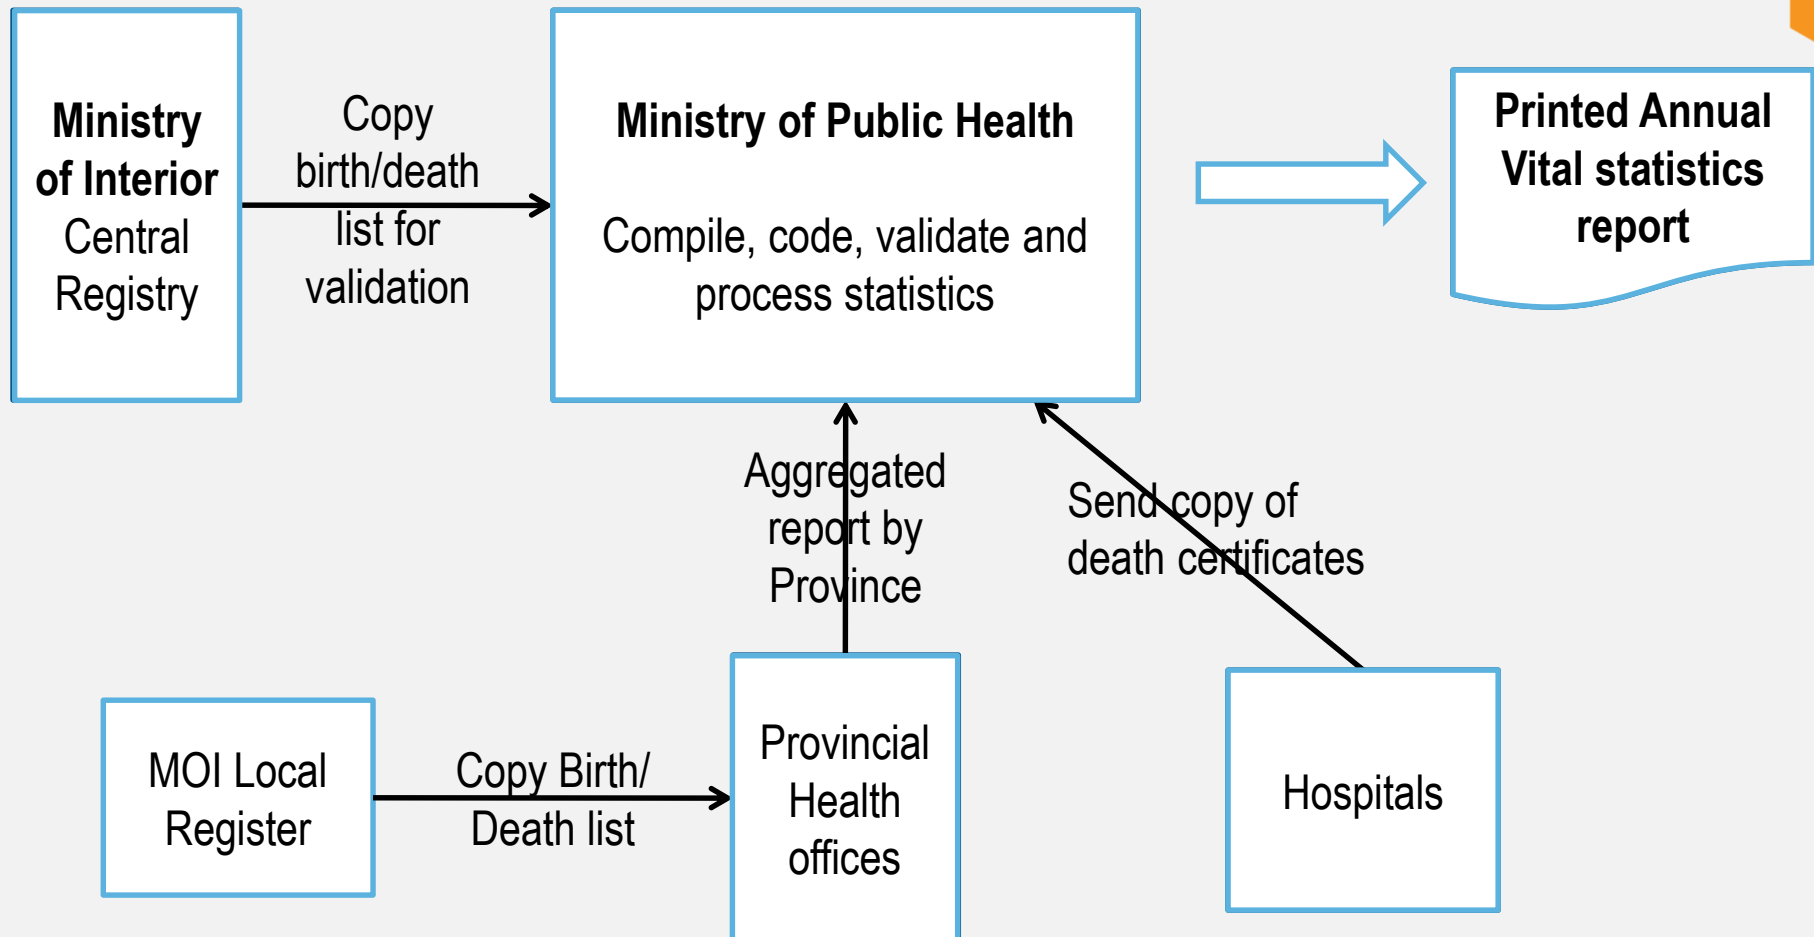 Ministry
of Interior
Central
Registry
Copy
birth/death
list for
validation
Ministry of Public Health
Compile, code, validate and
process statistics
Printed Annual
Vital statistics
report
Aggregated
report by
Province
Send copy of
death certificates
MOI Local
Register
Copy Birth/
Death list
Provincial
Health
offices
Hospitals